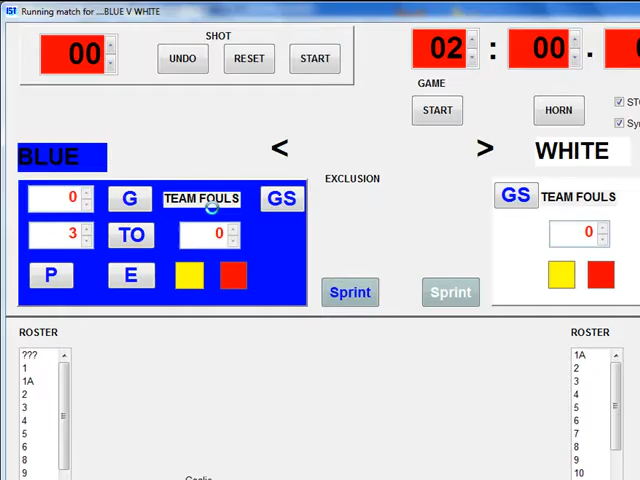 IST Running match for ....BLUE V WHITE
SHOT
00
UNDO
RESET
START
02 : 00 .
GAME
START
HORN
BLUE
<
>
WHITE
EXCLUSION
0
G
TEAM FOULS
GS
3
TO
0
P
E
GS
TEAM FOULS
0
Sprint
Sprint
ROSTER
???
1
1A
2
3
4
5
6
8
9
ROSTER
1A
2
3
4
5
6
7
8
9
10